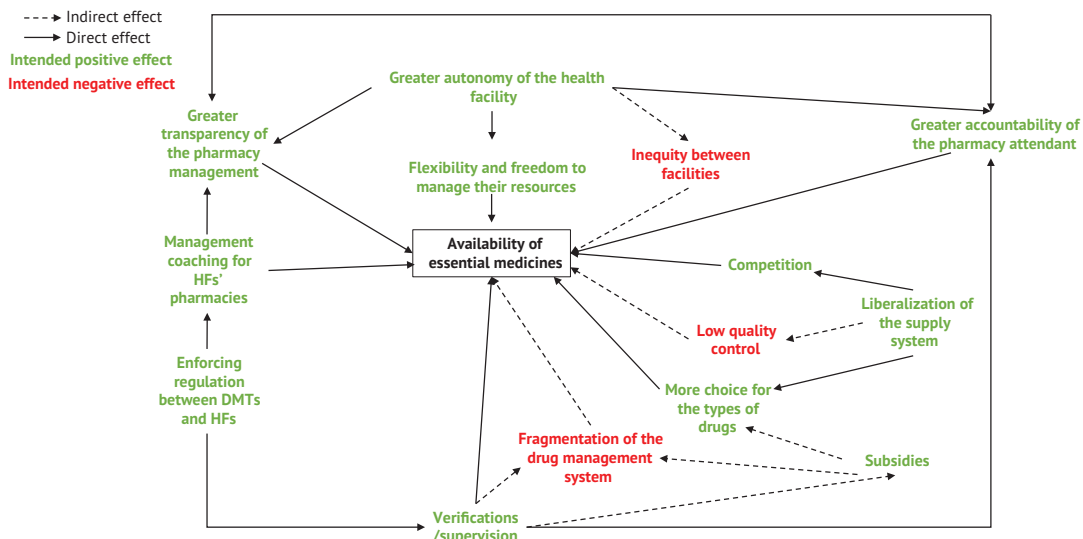 Indirect effect
Direct effect
Intended positive effect
Intended negative effect
Greater autonomy of the health
facility
Greater
transparency of
the pharmacy
management
Greater accountability of
the pharmacy attendant
Inequity between
facilities
Flexibility and freedom to
manage their resources
Management
coaching for
HFs'
pharmacies
Availability of
essential medicines
Competition
Liberalization of
the supply
system
Low quality
control
Enforcing
regulation
between DMTs
and HFs
More choice for
the types of
drugs
Fragmentation of the
drug management
system
Subsidies
Verifications
/supervision